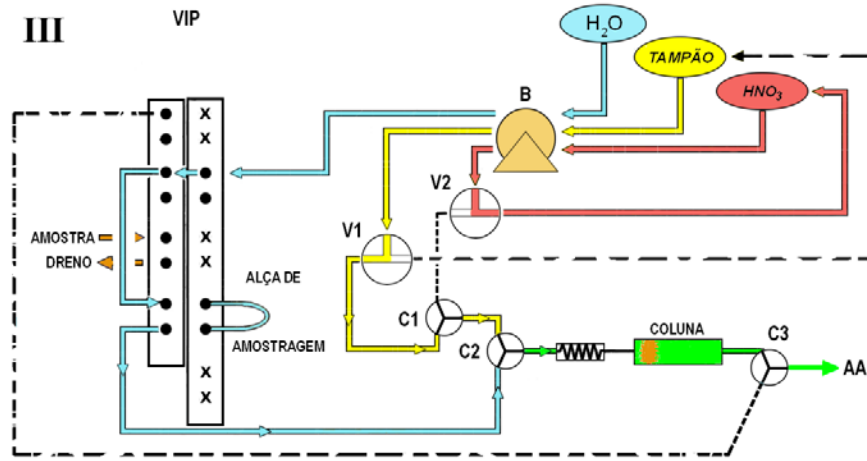 III
VIP
H₂O
TAMPÃO
B
HNO₃
X
X
X
V2
V1
AMOSTRA
X
DRENO
X
ALÇA DE
C1
AMOSTRAGEM
COLUNA
C2
C3
AA
X
X